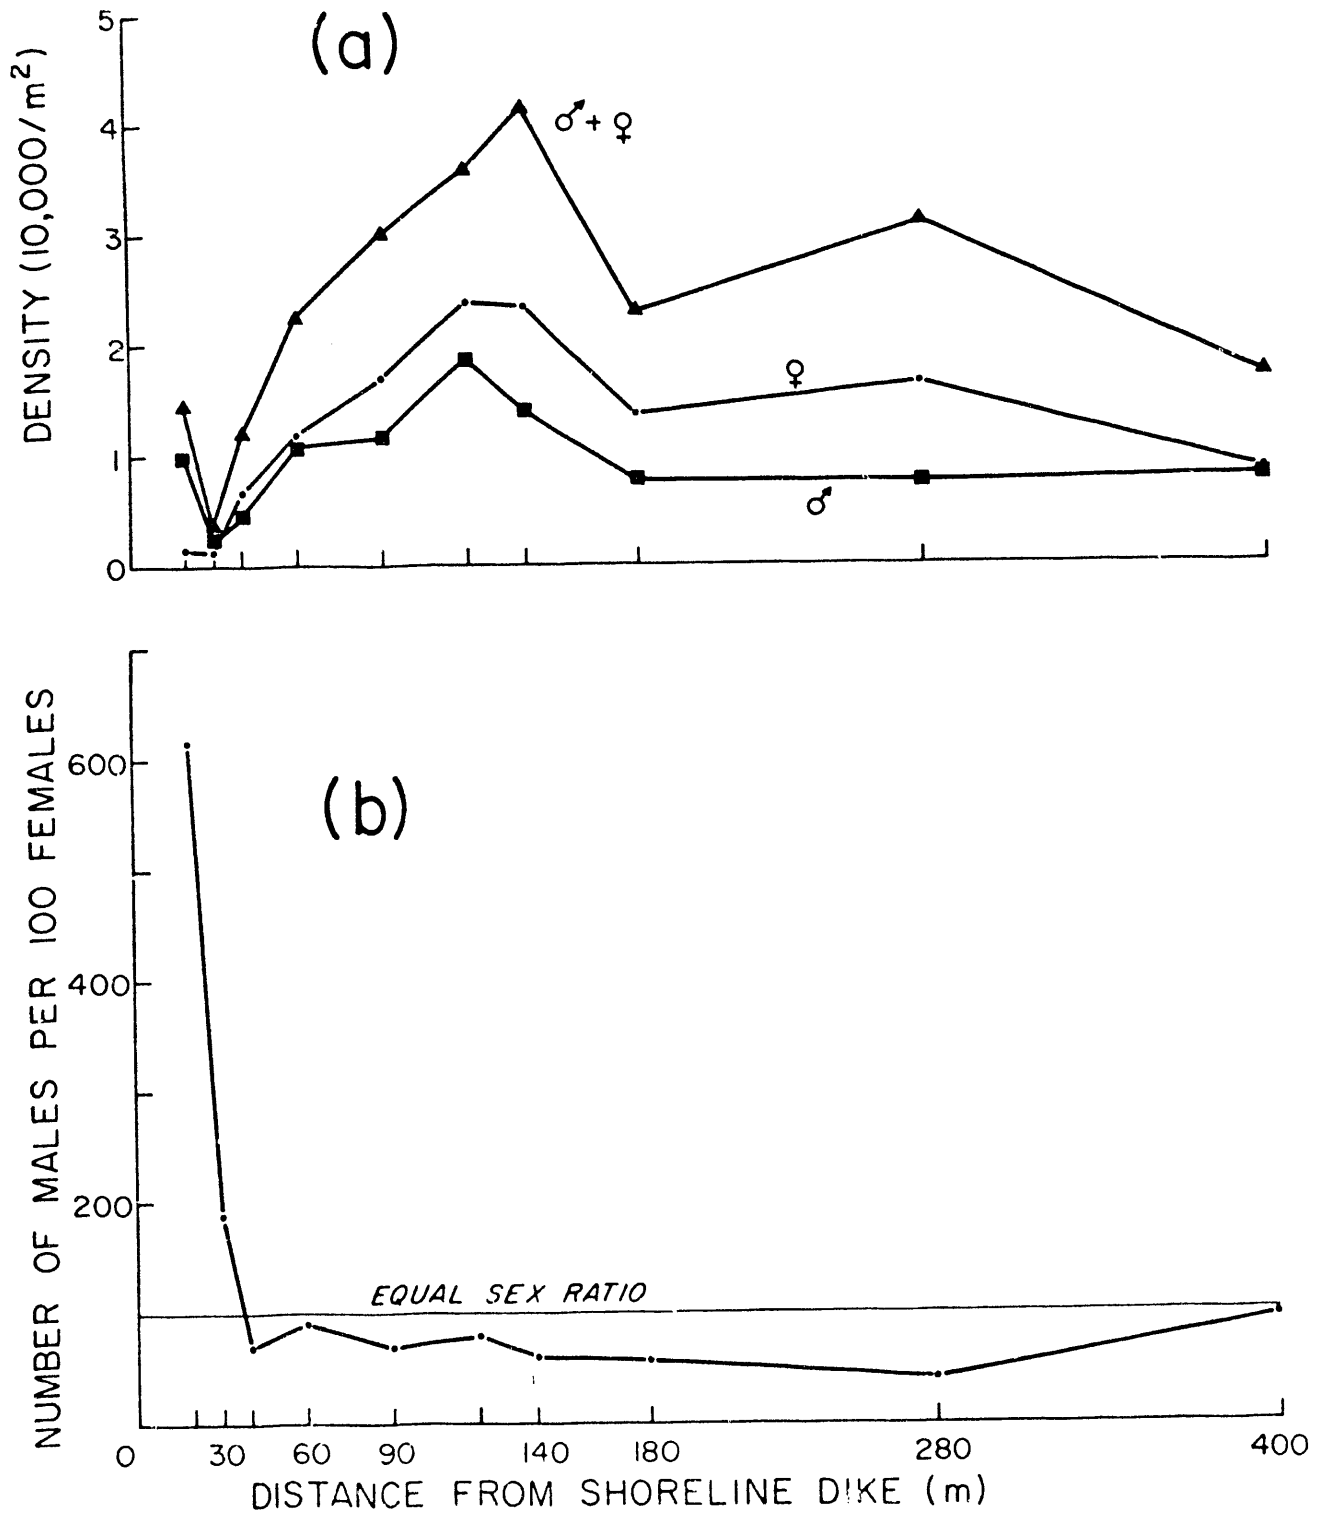 (a)
DENSITY (10,000/m²)
5
4
3
2
1
0
♂+♀
♀
♂
(b)
NUMBER OF MALES PER 100 FEMALES
600
400
200
EQUAL SEX RATIO
0 30 60 90 140 180 280 400
DISTANCE FROM SHORELINE DIKE (m)